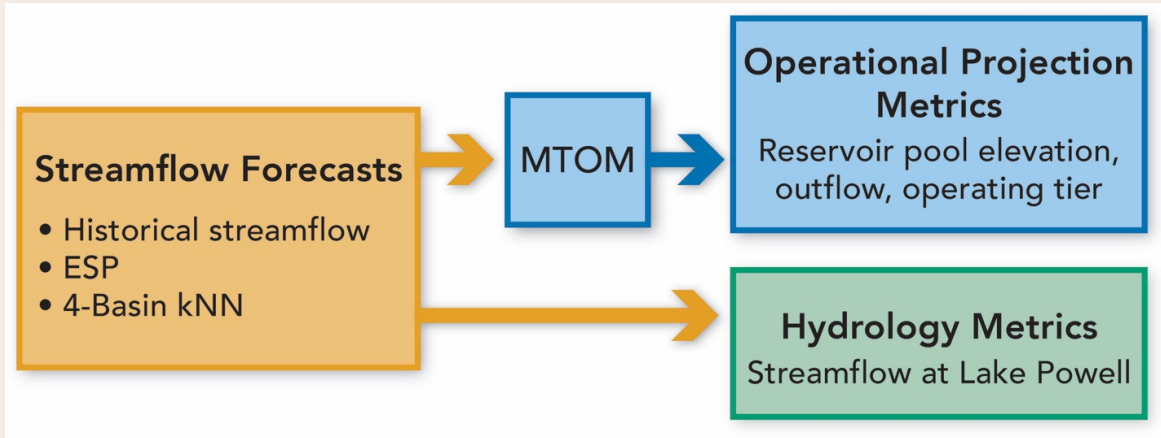 Streamflow Forecasts
• Historical streamflow
• ESP
• 4-Basin kNN
MTOM
Operational Projection
Metrics
Reservoir pool elevation,
outflow, operating tier
Hydrology Metrics
Streamflow at Lake Powell